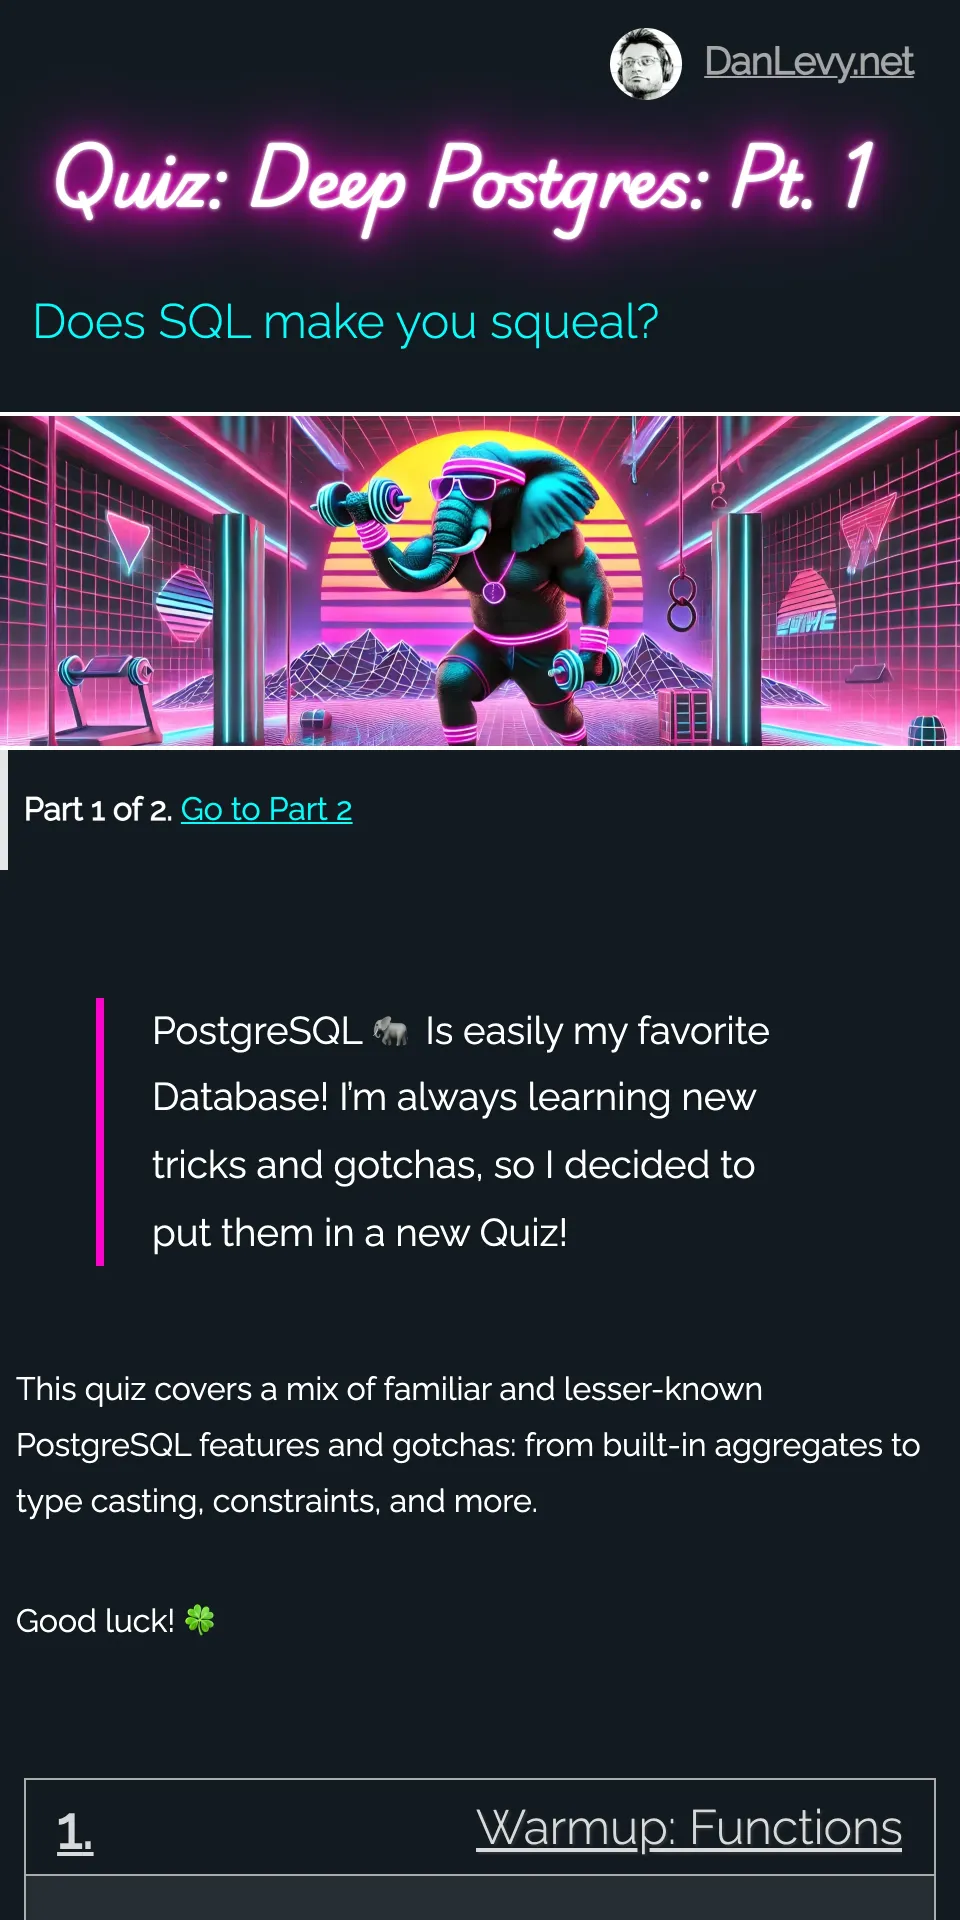 DanLevy.net
Quiz: Deep Postgres: Pt. 1
Does SQL make you squeal?
Part 1 of 2. Go to Part 2
PostgreSQL 🐘 Is easily my favorite
Database! I’m always learning new
tricks and gotchas, so I decided to
put them in a new Quiz!
This quiz covers a mix of familiar and lesser-known
PostgreSQL features and gotchas: from built-in aggregates to
type casting, constraints, and more.
Good luck! 🍀
1. Warmup: Functions